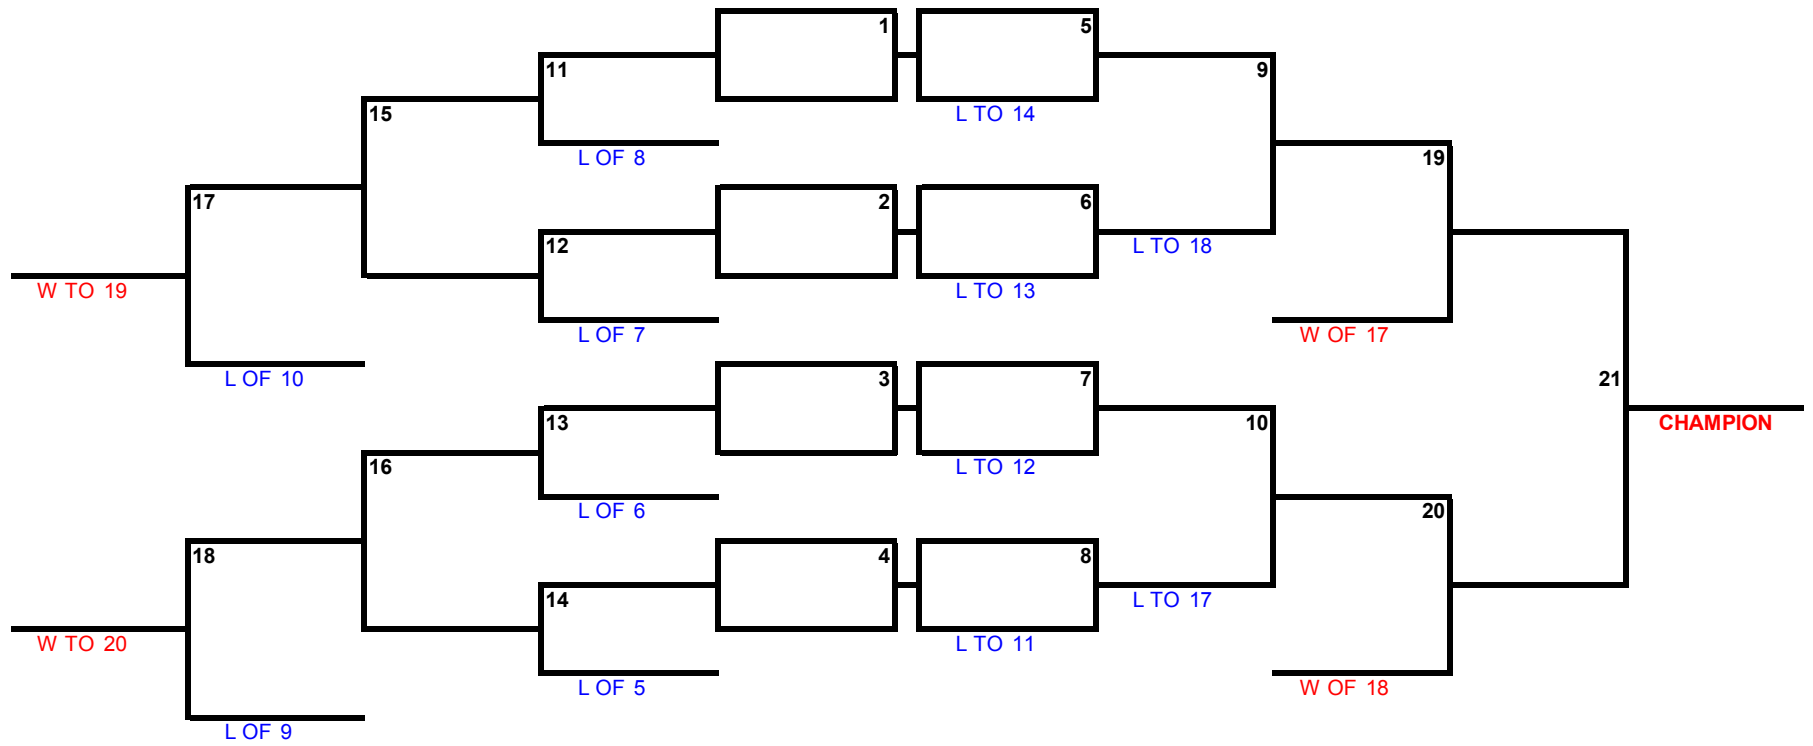 1
5
11
9
15
L TO 14
L OF 8
19
17
2
6
12
L TO 18
W TO 19
L TO 13
L OF 7
W OF 17
L OF 10
3
7
21
13
10
CHAMPION
16
L TO 12
L OF 6
20
18
4
8
14
L TO 17
W TO 20
L TO 11
L OF 5
W OF 18
L OF 9